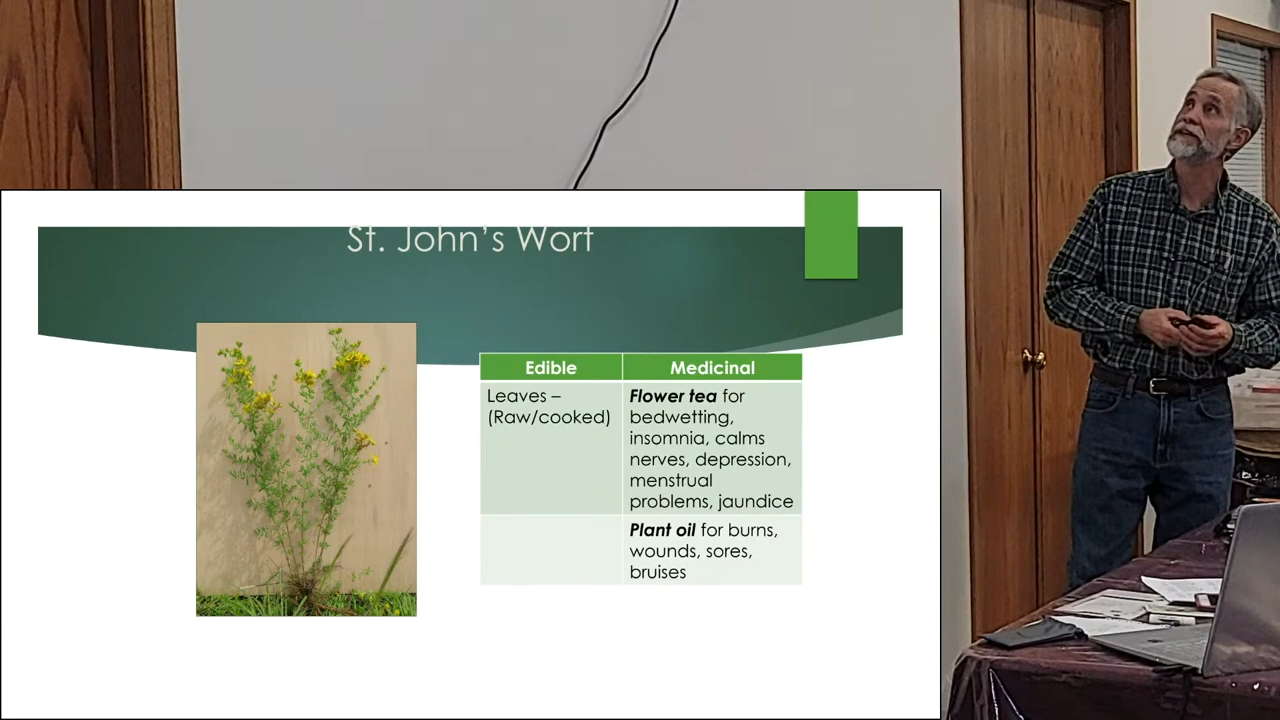 St. John’s Wort
Edible
Medicinal
Leaves –
(Raw/cooked)
Flower tea for
bedwetting,
insomnia, calms
nerves, depression,
menstrual
problems, jaundice
Plant oil for burns,
wounds, sores,
bruises